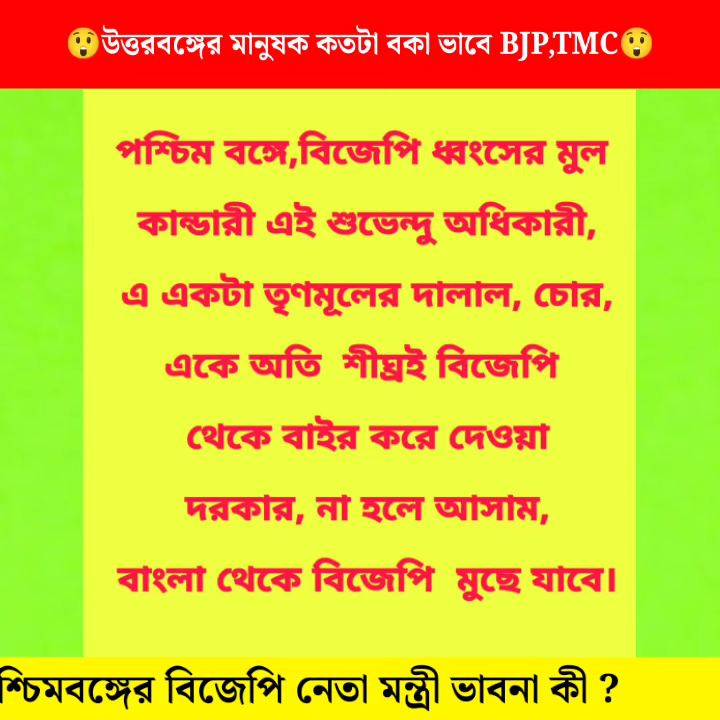 😲উত্তরবঙ্গের মানুষক কতটা বকা ভাবে BJP,TMC😲
পশ্চিম বঙ্গে,বিজেপি ধ্বংসের মুল
কান্ডারী এই শুভেন্দু অধিকারী,
এ একটা তৃণমূলের দালাল, চোর,
একে অতি শীঘ্রই বিজেপি
থেকে বাইর করে দেওয়া
দরকার, না হলে আসাম,
বাংলা থেকে বিজেপি মুছে যাবে।
শ্চিমবঙ্গের বিজেপি নেতা মন্ত্রী ভাবনা কী ?